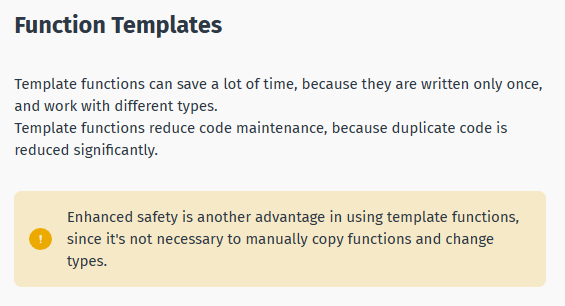 Function Templates
Template functions can save a lot of time, because they are written only once,
and work with different types.
Template functions reduce code maintenance, because duplicate code is
reduced significantly.
Enhanced safety is another advantage in using template functions,
since it's not necessary to manually copy functions and change
types.